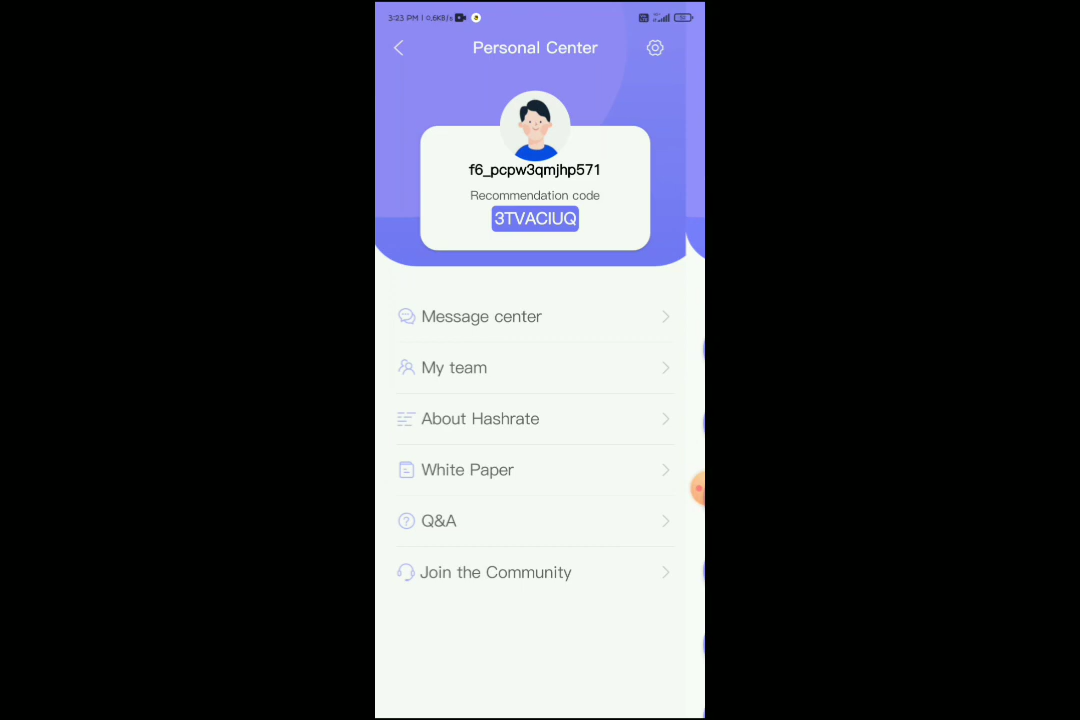 3:23 PM | 0.6KB/s
Personal Center
f6_pcpw3qmjhp571
Recommendation code
3TVACIUQ
Message center
My team
About Hashrate
White Paper
Q&A
Join the Community